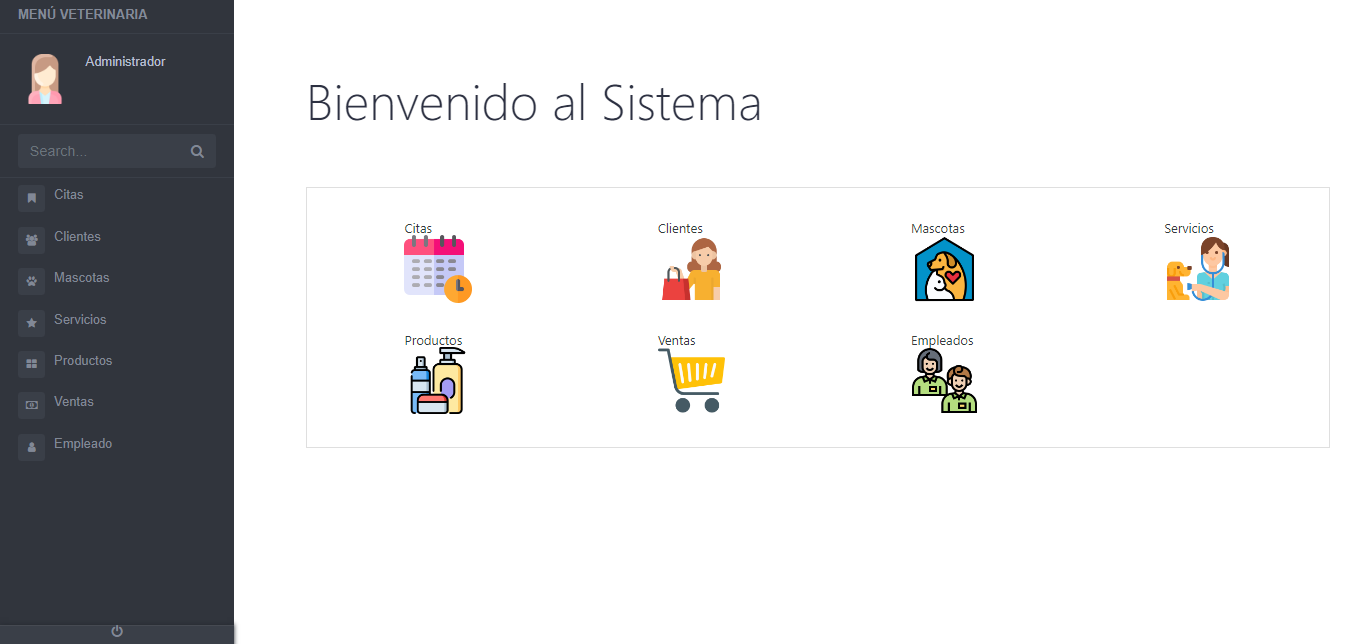 MENÚ VETERINARIA
Administrador
Search...
Citas
Clientes
Mascotas
Servicios
Productos
Ventas
Empleado
Bienvenido al Sistema
Citas
Clientes
Mascotas
Servicios
Productos
Ventas
Empleados